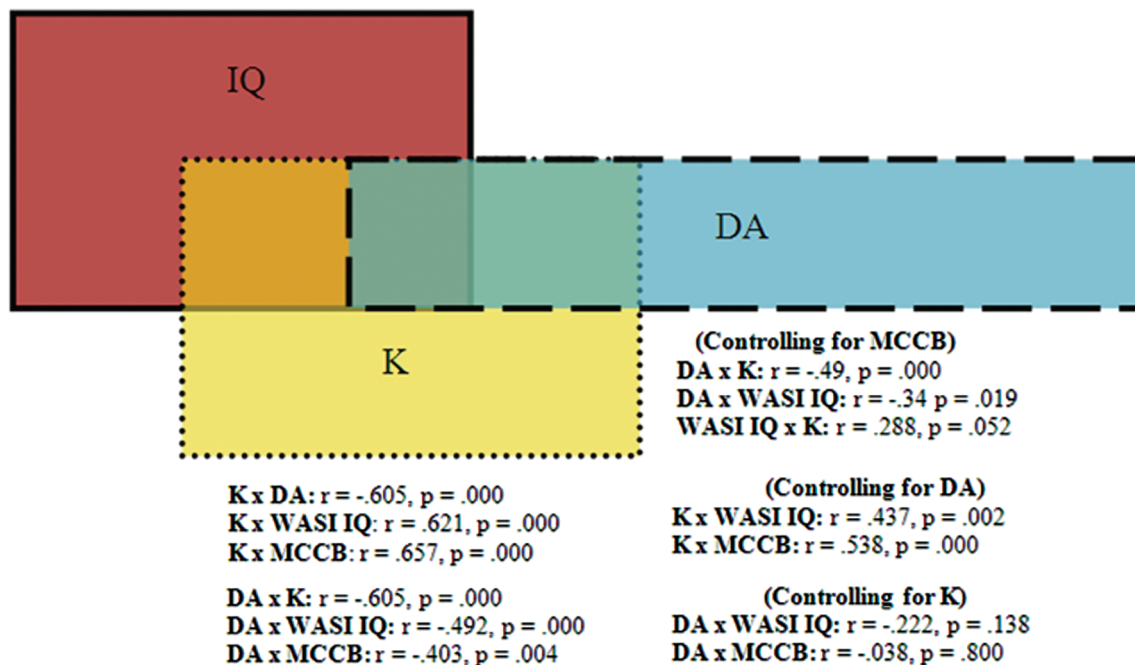 IQ
DA
K
(Controlling for MCCB)
DA x K: r = -.49, p = .000
DA x WASI IQ: r = -.34 p = .019
WASI IQ x K: r = .288, p = .052
K x DA: r = -.605, p = .000
K x WASI IQ: r = .621, p = .000
K x MCCB: r = .657, p = .000
DA x K: r = -.605, p = .000
DA x WASI IQ: r = -.492, p = .000
DA x MCCB: r = -.403, p = .004
(Controlling for DA)
K x WASI IQ: r = .437, p = .002
K x MCCB: r = .538, p = .000
(Controlling for K)
DA x WASI IQ: r = -.222, p = .138
DA x MCCB: r = -.038, p = .800